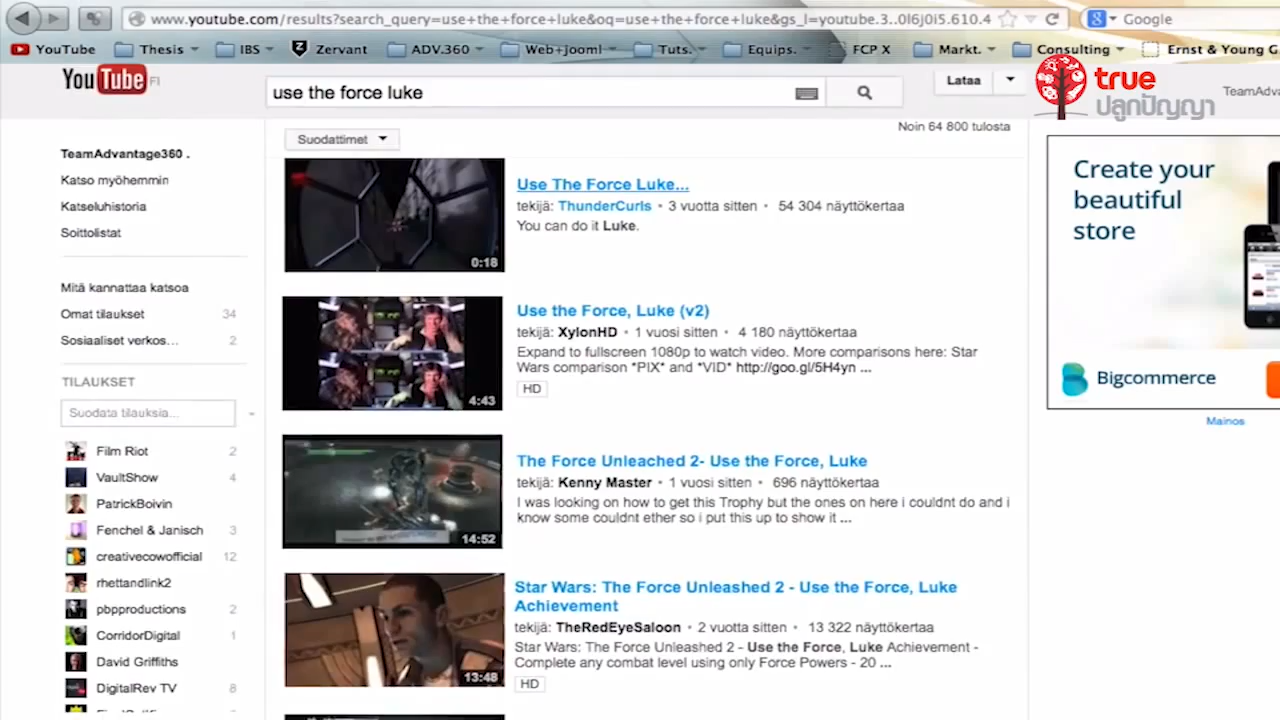 www.youtube.com/results?search_query=use+the+force+luke&oq=use+the+force+luke&gs_l=youtube.3..0l6j0i5.610.4
Google
YouTube
Thesis
IBS
Zervant
ADV.360
Web+Jooml
Tuts.
Equips.
FCP X
Markt.
Consulting
Ernst & Young G
YouTube FI
use the force luke
Lataa
true
ปลูกปัญญา
TeamAdva
Noin 64 800 tulosta
Suodattimet
TeamAdvantage360 .
Katso myöhemmin
Katseluhistoria
Soittolistat
Mitä kannattaa katsoa
Omat tilaukset 34
Sosiaaliset verkos... 2
TILAUKSET
Suodata tilauksia...
Film Riot 2
VaultShow 4
PatrickBoivin
Fenchel & Janisch 3
creativecowofficial 12
rhettandlink2
pbpproductions 2
CorridorDigital 1
David Griffiths
DigitalRev TV 8
0:18
Use The Force Luke...
tekijä: ThunderCurls • 3 vuotta sitten • 54 304 näyttökertaa
You can do it Luke.
4:43
Use the Force, Luke (v2)
tekijä: XylonHD • 1 vuosi sitten • 4 180 näyttökertaa
Expand to fullscreen 1080p to watch video. More comparisons here: Star
Wars comparison *PIX* and *VID* http://goo.gl/5H4yn ...
HD
14:52
The Force Unleached 2- Use the Force, Luke
tekijä: Kenny Master • 1 vuosi sitten • 696 näyttökertaa
I was looking on how to get this Trophy but the ones on here i couldnt do and i
know some couldnt ether so i put this up to show it ...
13:48
Star Wars: The Force Unleashed 2 - Use the Force, Luke
Achievement
tekijä: TheRedEyeSaloon • 2 vuotta sitten • 13 322 näyttökertaa
Star Wars: The Force Unleashed 2 - Use the Force, Luke Achievement -
Complete any combat level using only Force Powers - 20 ...
HD
Create your
beautiful
store
Bigcommerce
Mainos